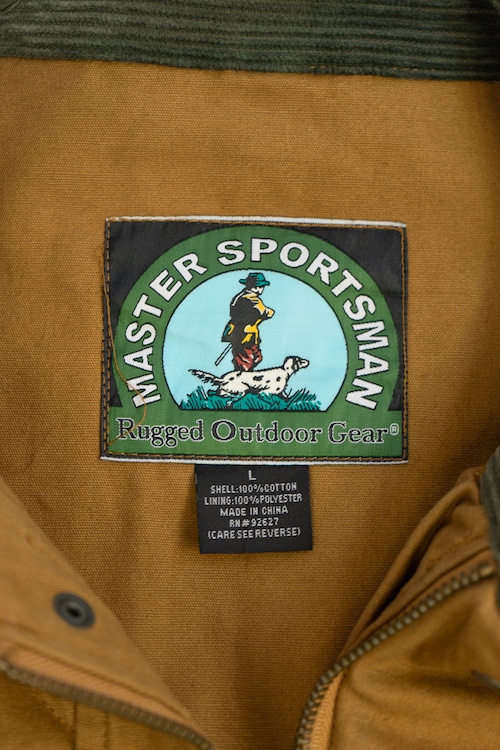 MASTER SPORTSMAN
Rugged Outdoor Gear®
L
SHELL:100%COTTON
LINING:100%POLYESTER
MADE IN CHINA
RN#92627
(CARE SEE REVERSE)